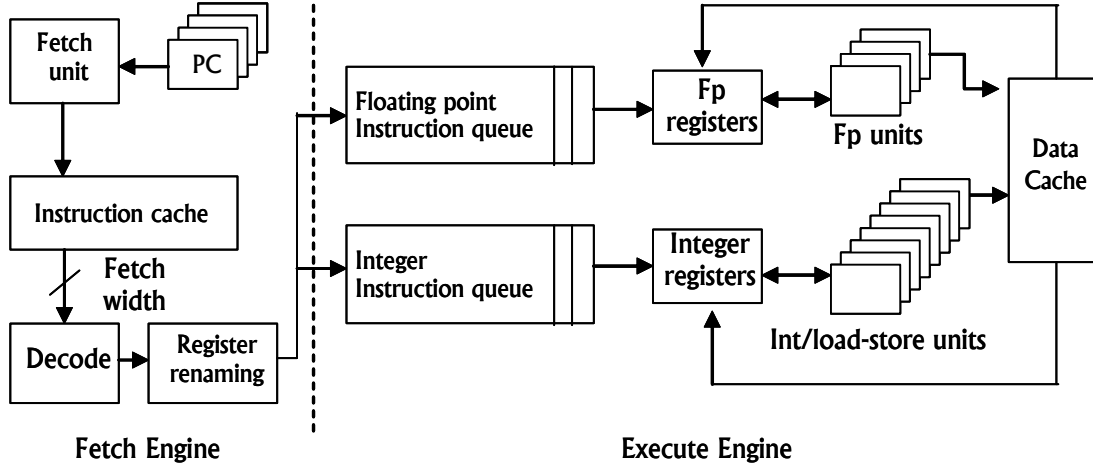 Fetch
unit
PC
Instruction cache
Fetch
width
Decode
Register
renaming
Fetch Engine
Floating point
Instruction queue
Fp
registers
Fp units
Data
Cache
Integer
Instruction queue
Integer
registers
Int/load-store units
Execute Engine